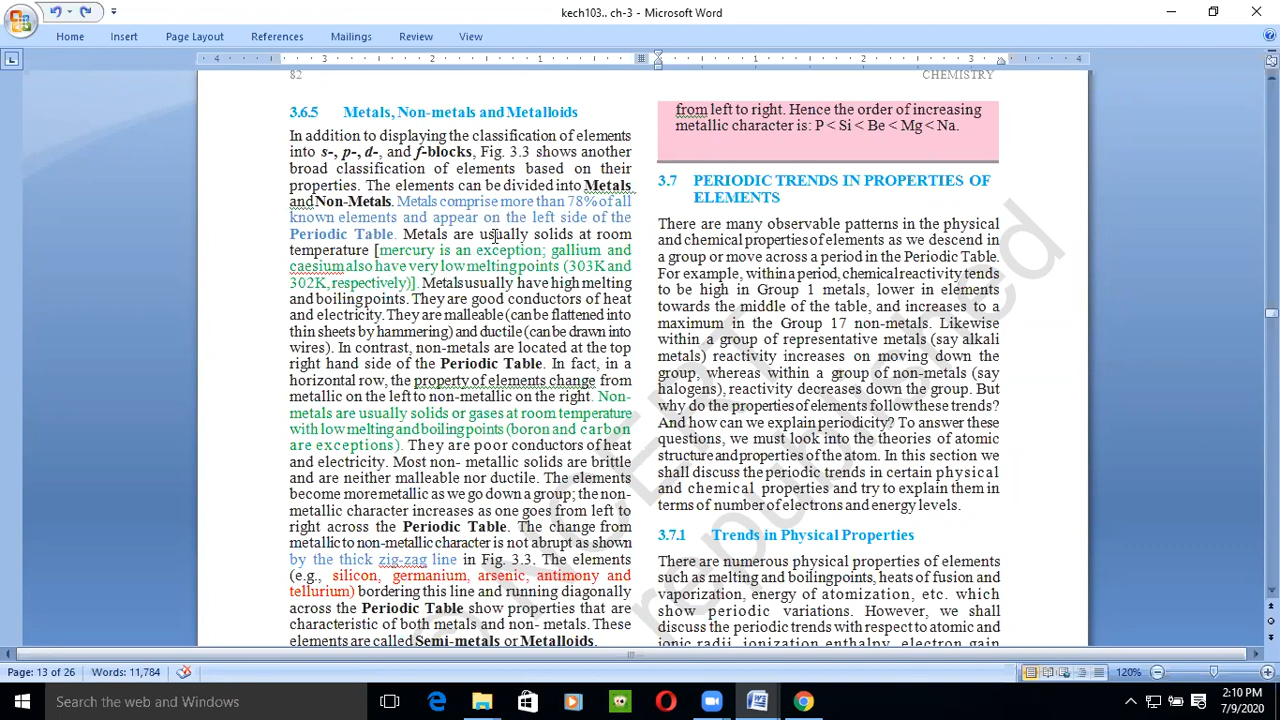 kech103.. ch-3 - Microsoft Word
Home Insert Page Layout References Mailings Review View
L 4 3 2 1 1 2 3 4
82 CHEMISTRY
3.6.5 Metals, Non-metals and Metalloids
In addition to displaying the classification of elements
into s-, p-, d-, and f-blocks, Fig. 3.3 shows another
broad classification of elements based on their
properties. The elements can be divided into Metals
and Non-Metals. Metals comprise more than 78% of all
known elements and appear on the left side of the
Periodic Table. Metals are usually solids at room
temperature [mercury is an exception; gallium and
caesium also have very low melting points (303K and
302K, respectively)]. Metals usually have high melting
and boiling points. They are good conductors of heat
and electricity. They are malleable (can be flattened into
thin sheets by hammering) and ductile (can be drawn into
wires). In contrast, non-metals are located at the top
right hand side of the Periodic Table. In fact, in a
horizontal row, the property of elements change from
metallic on the left to non-metallic on the right. Non-
metals are usually solids or gases at room temperature
with low melting and boiling points (boron and carbon
are exceptions). They are poor conductors of heat
and electricity. Most non- metallic solids are brittle
and are neither malleable nor ductile. The elements
become more metallic as we go down a group; the non-
metallic character increases as one goes from left to
right across the Periodic Table. The change from
metallic to non-metallic character is not abrupt as shown
by the thick zig-zag line in Fig. 3.3. The elements
(e.g., silicon, germanium, arsenic, antimony and
tellurium) bordering this line and running diagonally
across the Periodic Table show properties that are
characteristic of both metals and non- metals. These
elements are called Semi-metals or Metalloids.
from left to right. Hence the order of increasing
metallic character is: P < Si < Be < Mg < Na.
3.7 PERIODIC TRENDS IN PROPERTIES OF
ELEMENTS
There are many observable patterns in the physical
and chemical properties of elements as we descend in
a group or move across a period in the Periodic Table.
For example, within a period, chemical reactivity tends
to be high in Group 1 metals, lower in elements
towards the middle of the table, and increases to a
maximum in the Group 17 non-metals. Likewise
within a group of representative metals (say alkali
metals) reactivity increases on moving down the
group, whereas within a group of non-metals (say
halogens), reactivity decreases down the group. But
why do the properties of elements follow these trends?
And how can we explain periodicity? To answer these
questions, we must look into the theories of atomic
structure and properties of the atom. In this section we
shall discuss the periodic trends in certain physical
and chemical properties and try to explain them in
terms of number of electrons and energy levels.
3.7.1 Trends in Physical Properties
There are numerous physical properties of elements
such as melting and boiling points, heats of fusion and
vaporization, energy of atomization, etc. which
show periodic variations. However, we shall
discuss the periodic trends with respect to atomic and
ionic radii, ionization enthalpy, electron gain
NCERT
republished
Page: 13 of 26 Words: 11,784 120%
Search the web and Windows
2:10 PM
7/9/2020